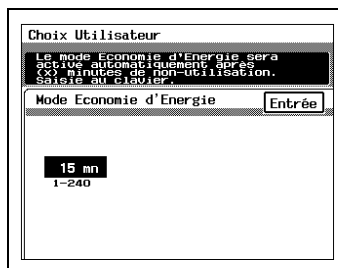 Choix Utilisateur
Le mode Economie d'Energie sera
activé automatiquement après
(x) minutes de non-utilisation.
Saisie au clavier.
Mode Economie d'Energie
Entrée
15 mn
1-240